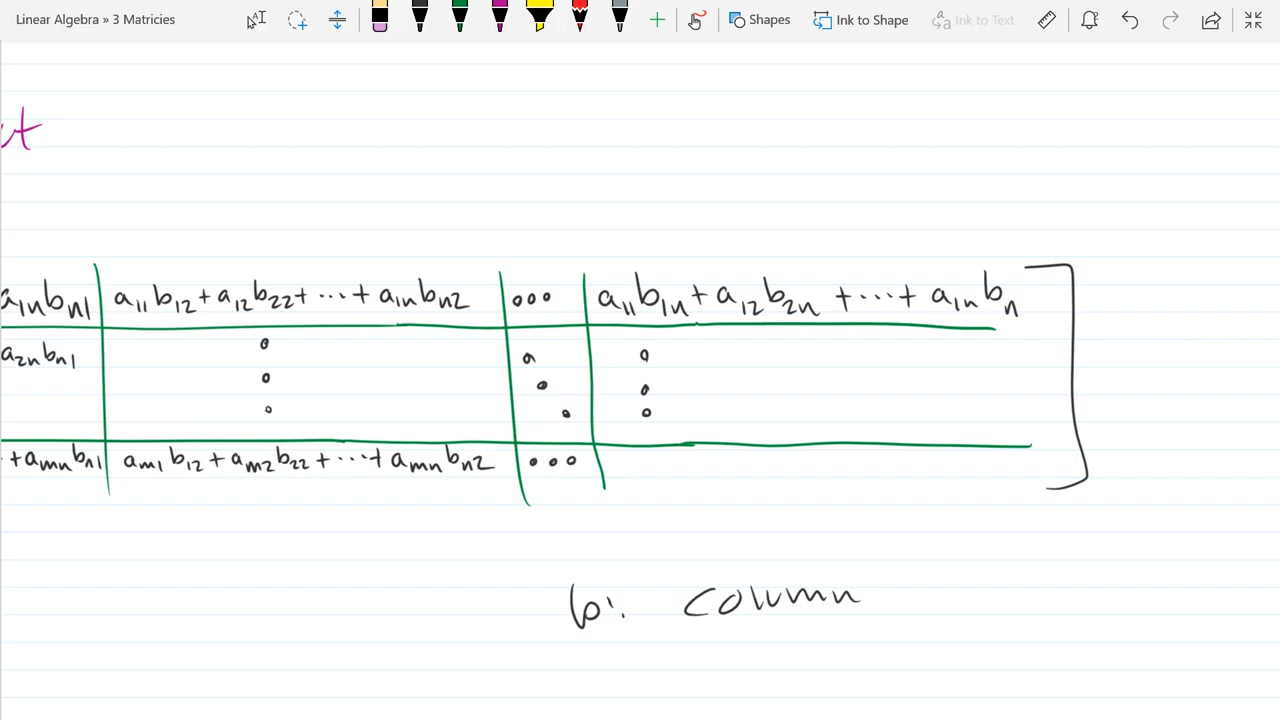 Linear Algebra » 3 Matricies Shapes Ink to Shape Ink to Text
ct
a₁ₙbₙ₁ a₁₁b₁₂+a₁₂b₂₂+⋯+a₁ₙbₙ₂ ∘∘∘ a₁₁b₁ₙ+a₁₂b₂ₙ+⋯+a₁ₙbₙ
a₂ₙbₙ₁
+aₘₙbₙ₁ aₘ₁b₁₂+aₘ₂b₂₂+⋯+aₘₙbₙ₂ ∘∘∘
b: column